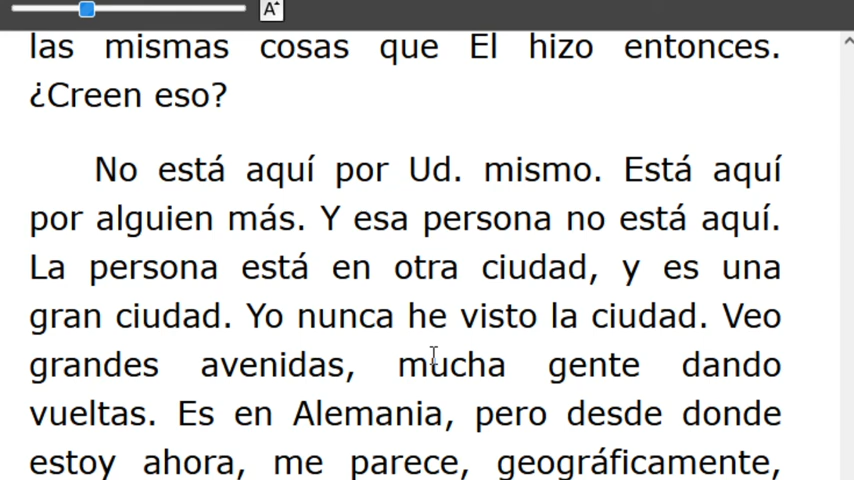 A
las mismas cosas que El hizo entonces.
¿Creen eso?
No está aquí por Ud. mismo. Está aquí
por alguien más. Y esa persona no está aquí.
La persona está en otra ciudad, y es una
gran ciudad. Yo nunca he visto la ciudad. Veo
grandes avenidas, mucha gente dando
vueltas. Es en Alemania, pero desde donde
estoy ahora, me parece, geográficamente,